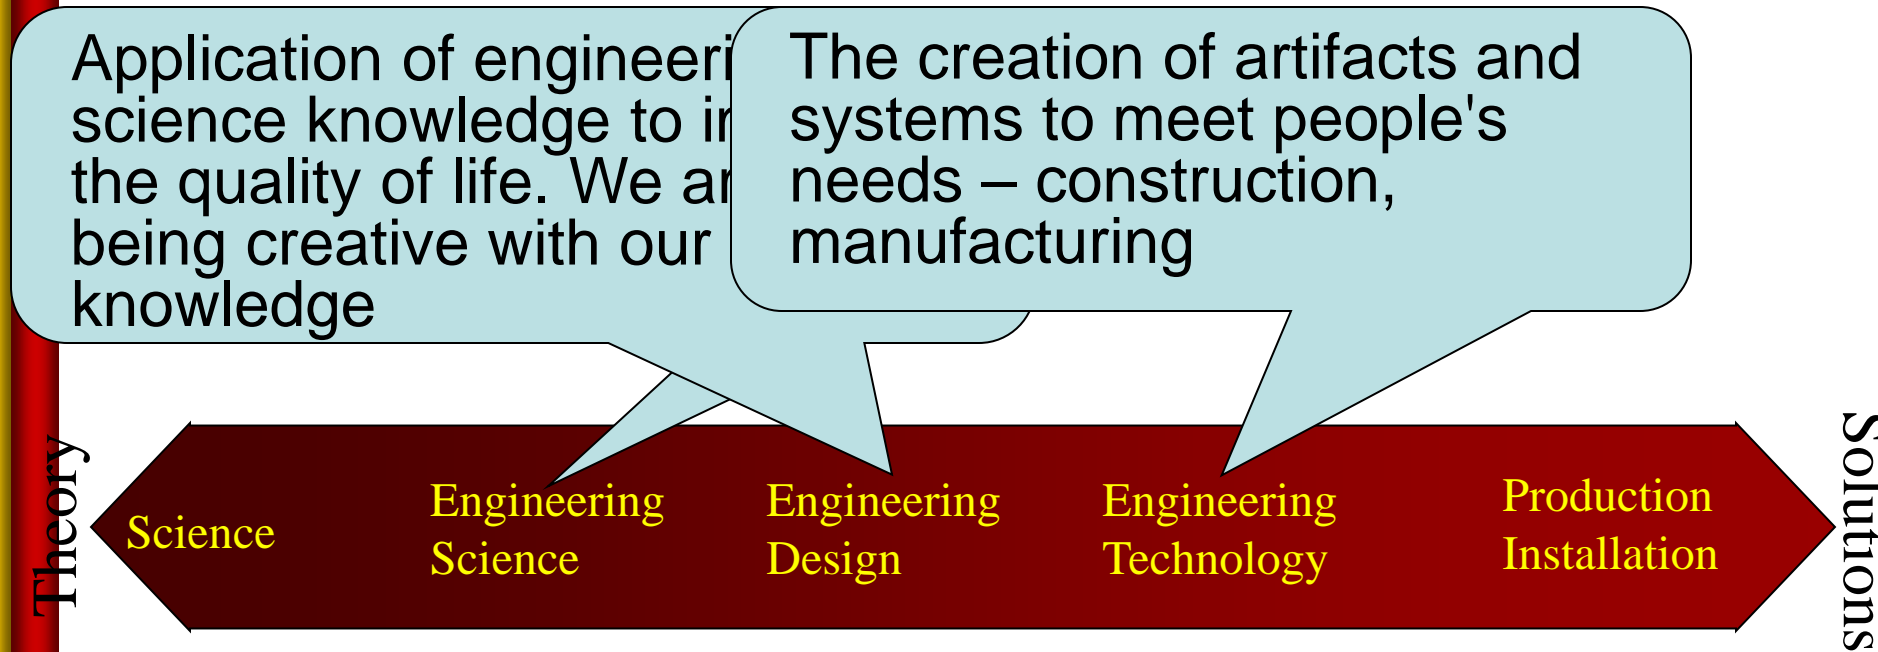 Application of
science knowledge to
the quality of life. We
being creative with our
knowledge
The creation of artifacts and
systems to meet people's
needs – construction,
manufacturing
Theory
Science
Engineering
Science
Engineering
Design
Engineering
Technology
Production
Installation
Solutions